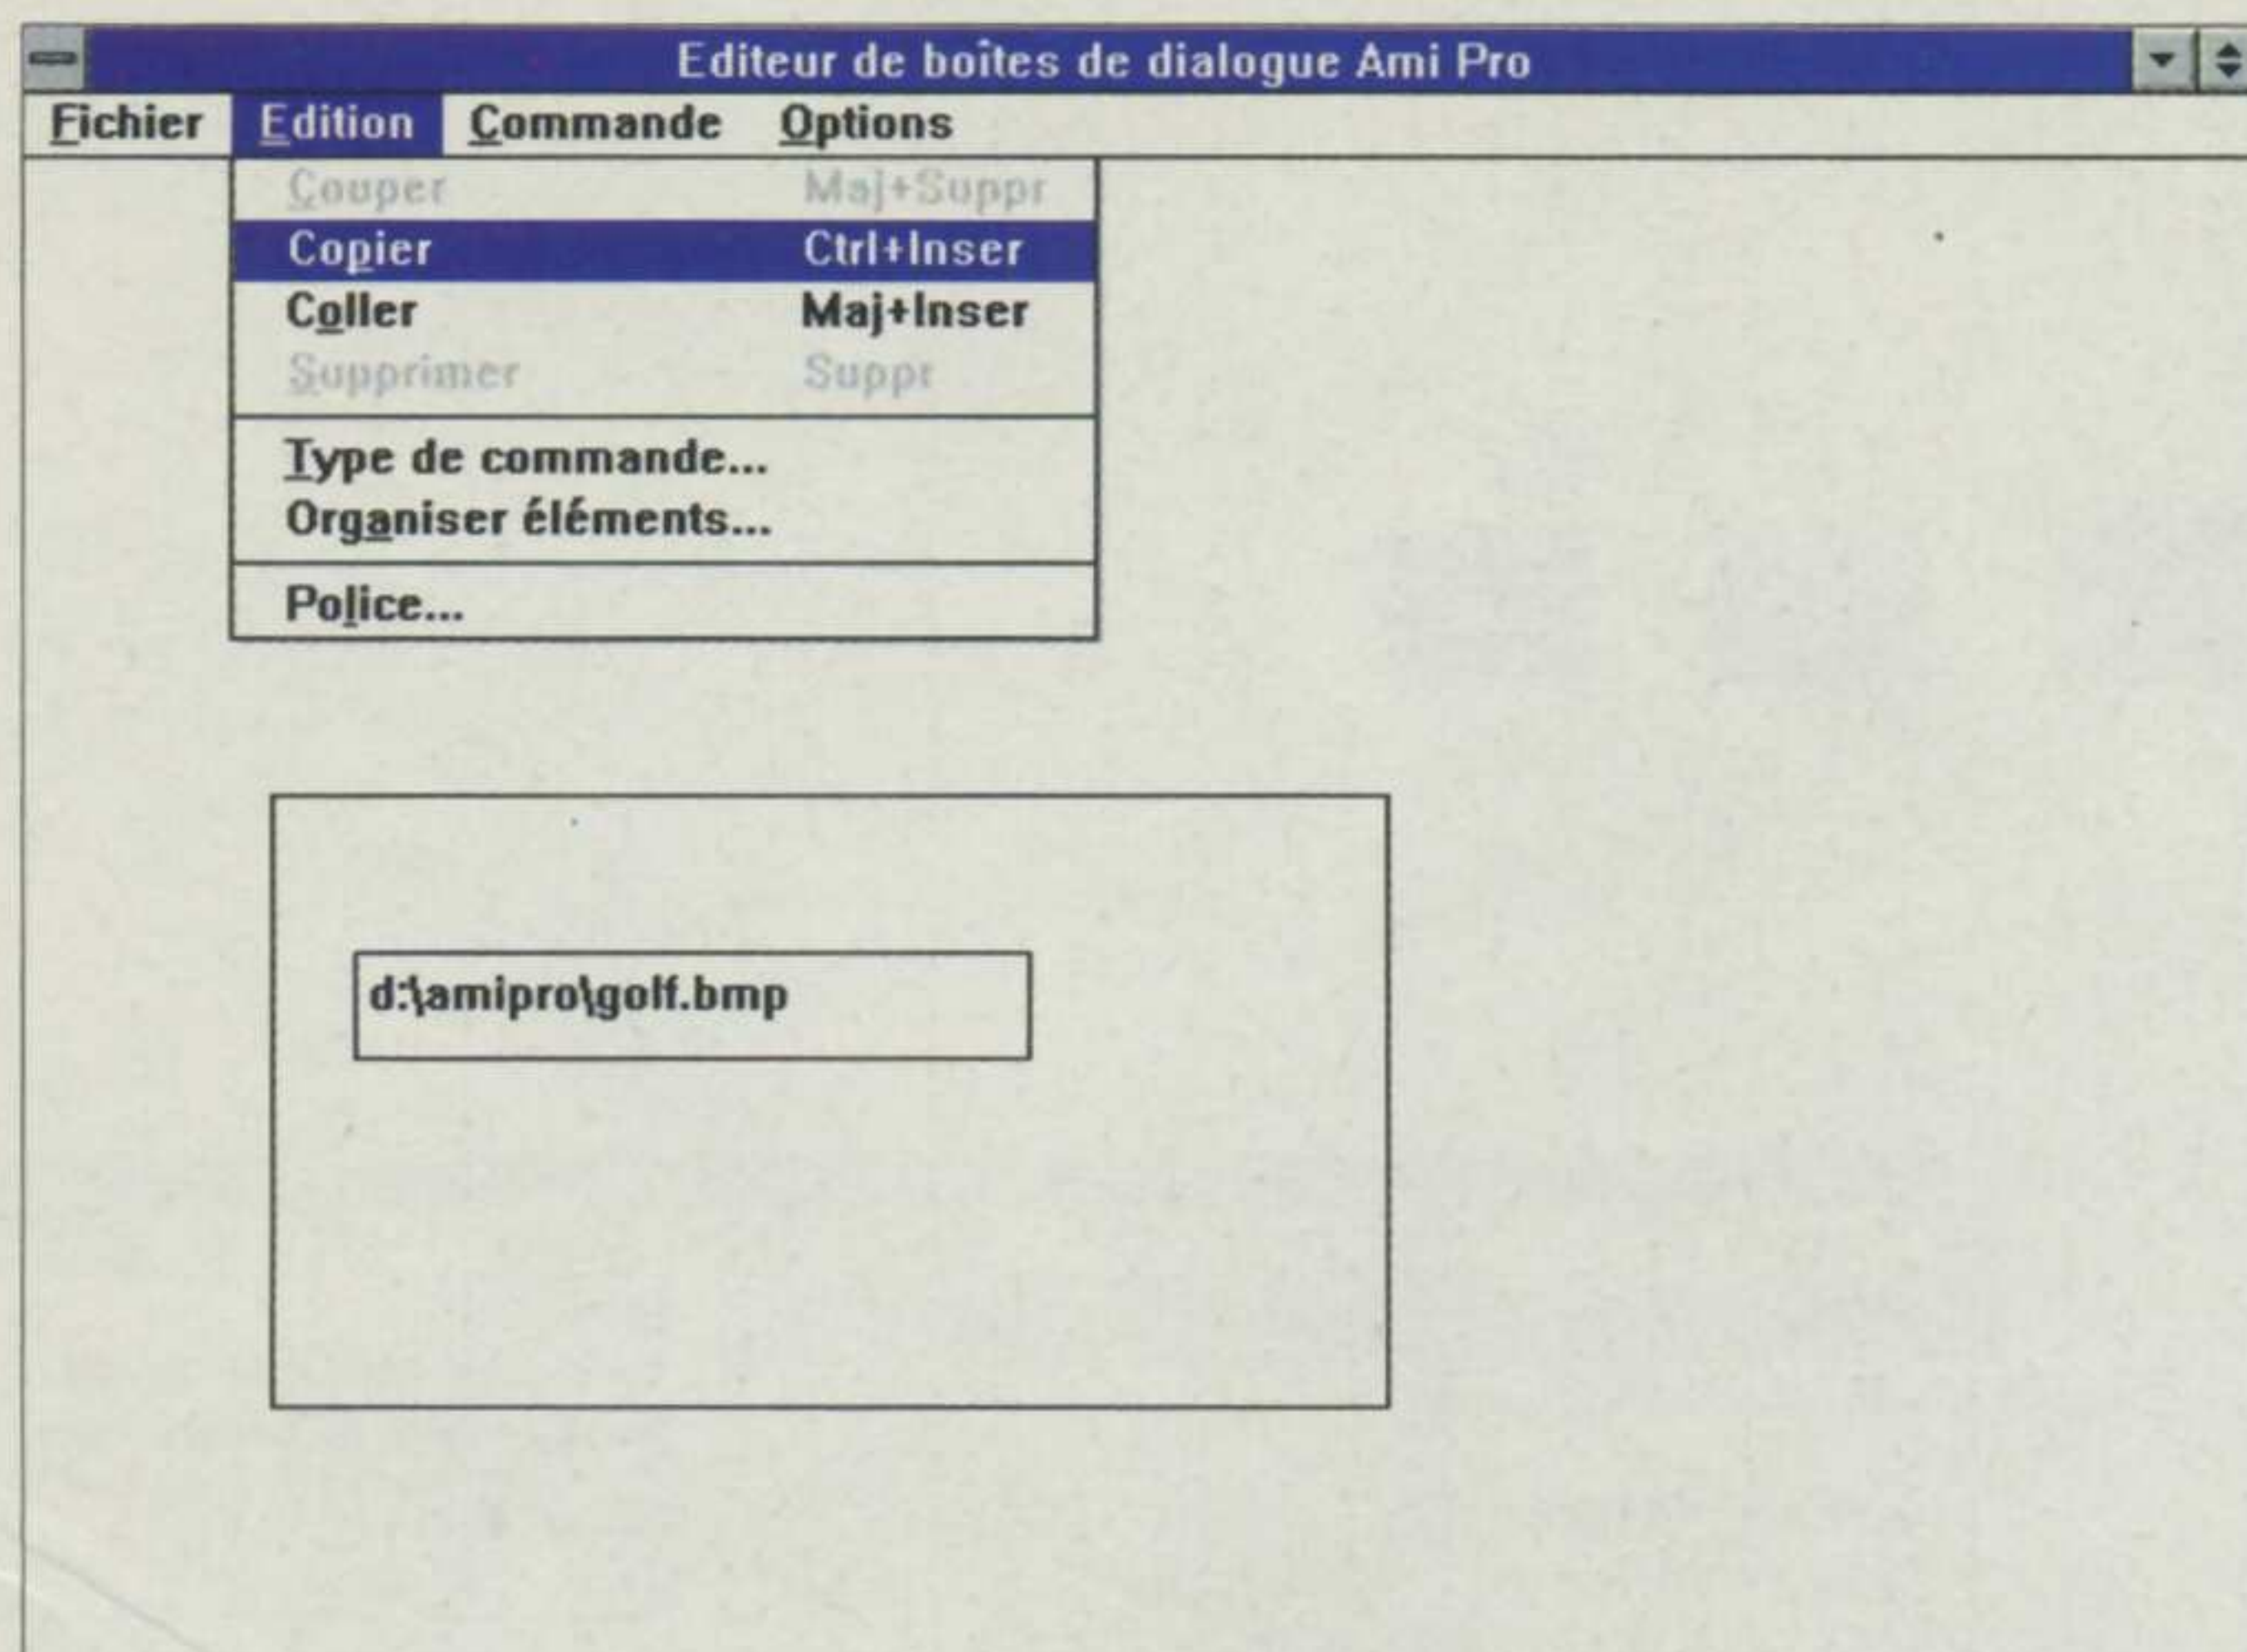 Editeur de boîtes de dialogue Ami Pro
Fichier Edition Commande Options
Couper Maj+Suppr
Copier Ctrl+Inser
Coller Maj+Inser
Supprimer Suppr
Type de commande...
Organiser éléments...
Police...
d:\amipro\golf.bmp